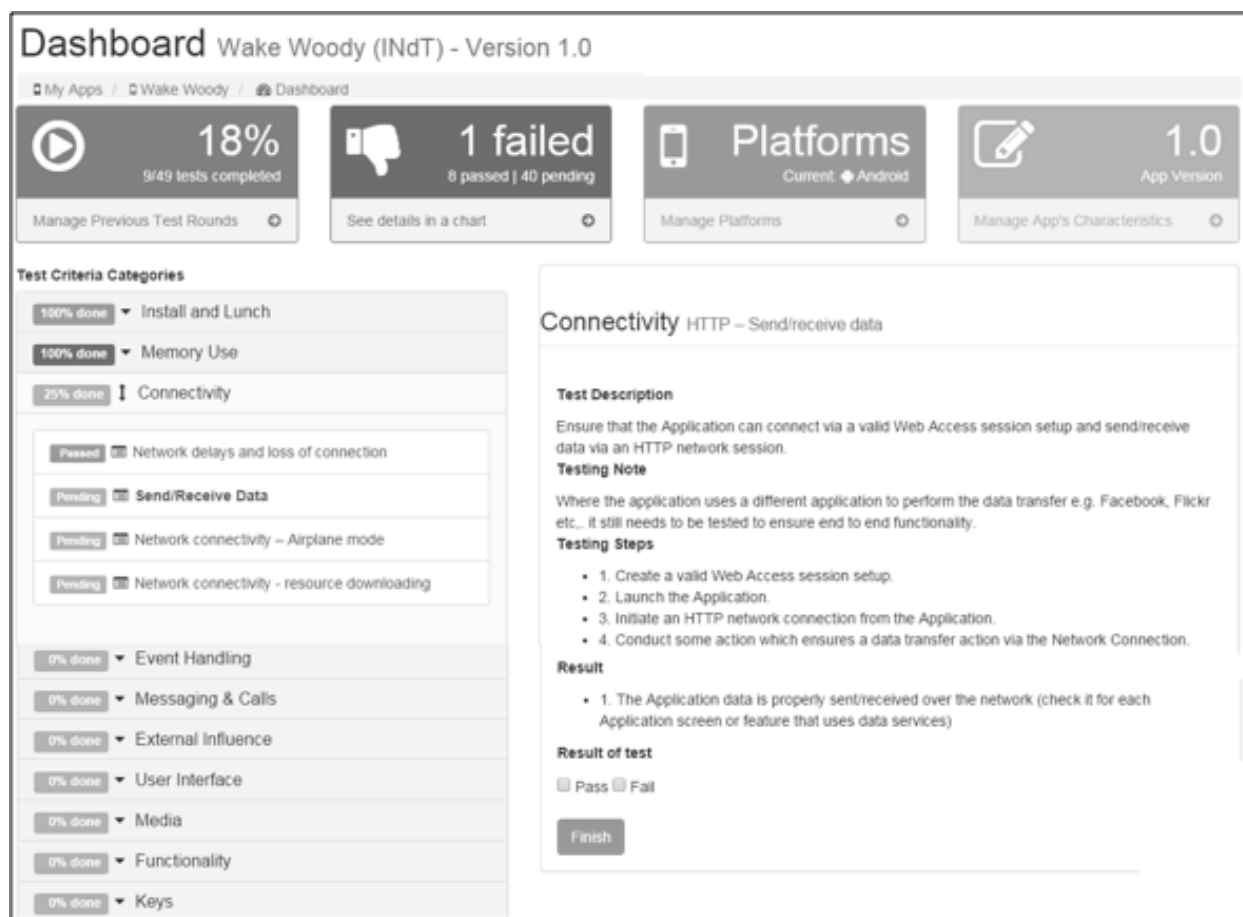 Dashboard Wake Woody (INdT) - Version 1.0
My Apps / Wake Woody / Dashboard
18%
9/49 tests completed
Manage Previous Test Rounds
1 failed
8 passed | 40 pending
See details in a chart
Platforms
Current: Android
Manage Platforms
1.0
App Version
Manage App's Characteristics
Test Criteria Categories
100% done Install and Lunch
100% done Memory Use
25% done Connectivity
Passed Network delays and loss of connection
Pending Send/Receive Data
Pending Network connectivity – Airplane mode
Pending Network connectivity - resource downloading
0% done Event Handling
0% done Messaging & Calls
0% done External Influence
0% done User Interface
0% done Media
0% done Functionality
0% done Keys
Connectivity HTTP – Send/receive data
Test Description
Ensure that the Application can connect via a valid Web Access session setup and send/receive
data via an HTTP network session.
Testing Note
Where the application uses a different application to perform the data transfer e.g. Facebook, Flickr
etc,. it still needs to be tested to ensure end to end functionality.
Testing Steps
• 1. Create a valid Web Access session setup.
• 2. Launch the Application.
• 3. Initiate an HTTP network connection from the Application.
• 4. Conduct some action which ensures a data transfer action via the Network Connection.
Result
• 1. The Application data is properly sent/received over the network (check it for each
Application screen or feature that uses data services)
Result of test
Pass Fail
Finish